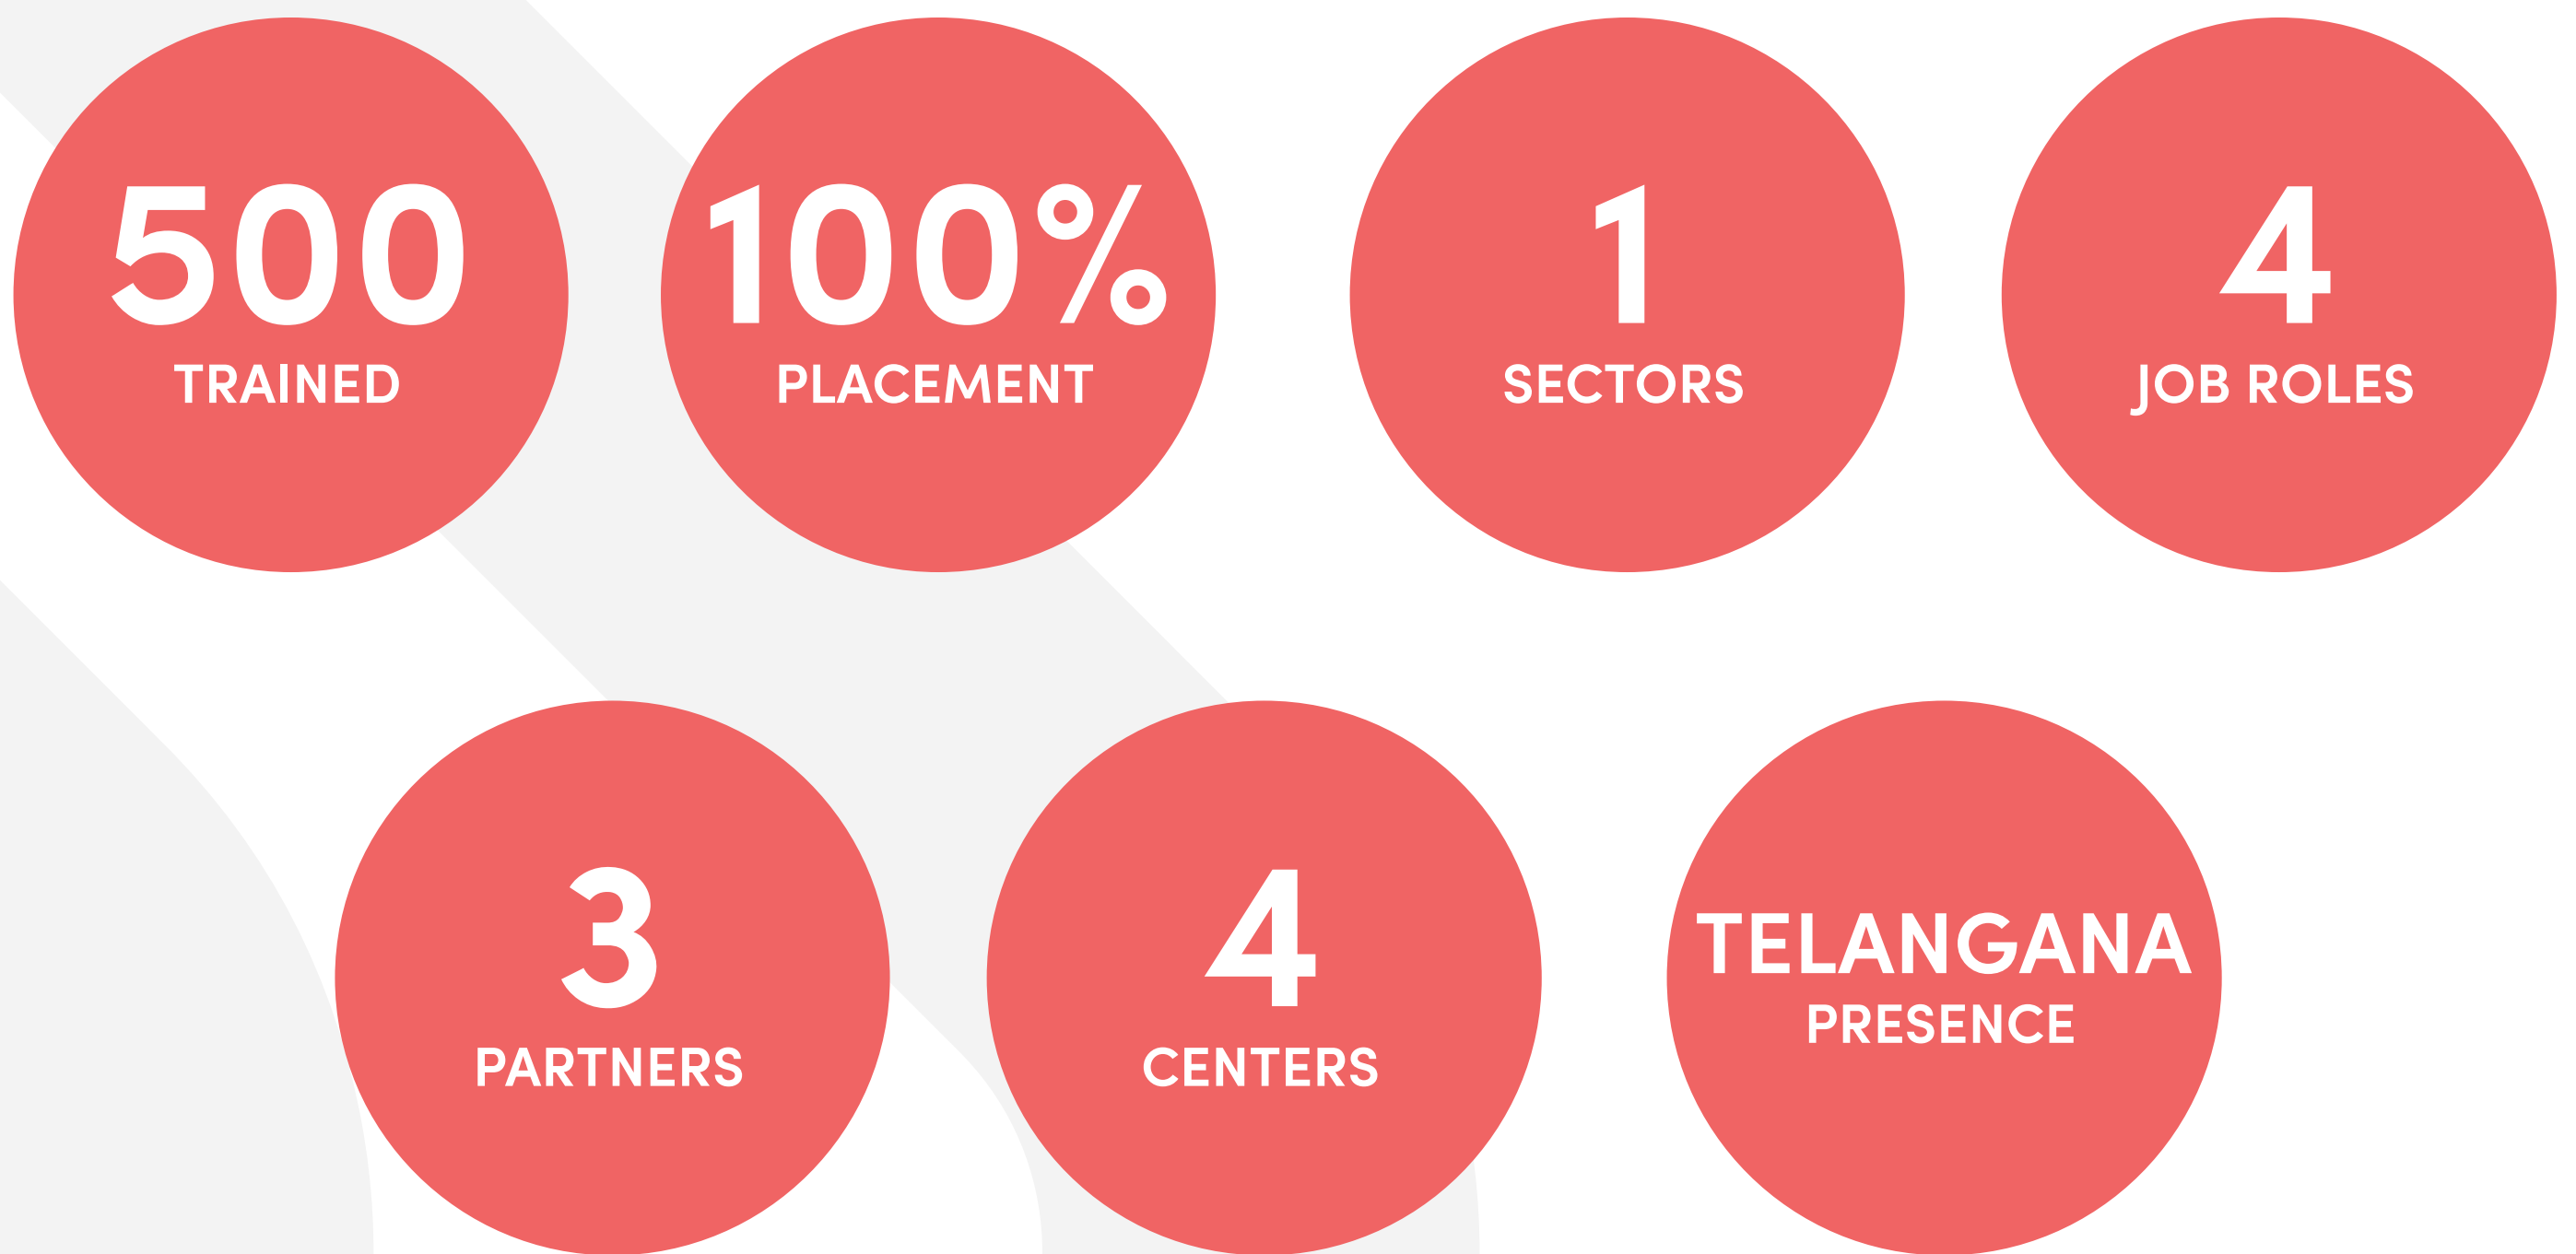 500
TRAINED
100%
PLACEMENT
1
SECTORS
4
JOB ROLES
3
PARTNERS
4
CENTERS
TELANGANA
PRESENCE